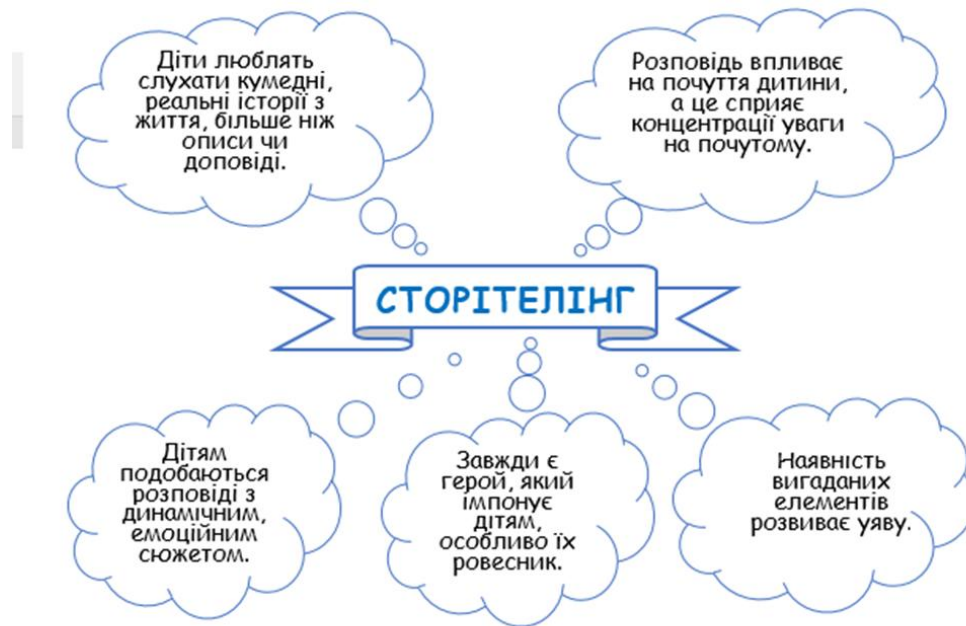 Діти люблять
слухати кумедні,
реальні історії з
життя, більше ніж
описи чи
доповіді.
Розповідь впливає
на почуття дитини,
а це сприяє
концентрації уваги
на почутому.
СТОРІТЕЛІНГ
Дітям
подобаються
розповіді з
динамічним,
емоційним
сюжетом.
Завжди є
герой, який
імпонує
дітям,
особливо їх
ровесник.
Наявність
вигаданих
елементів
розвиває уяву.